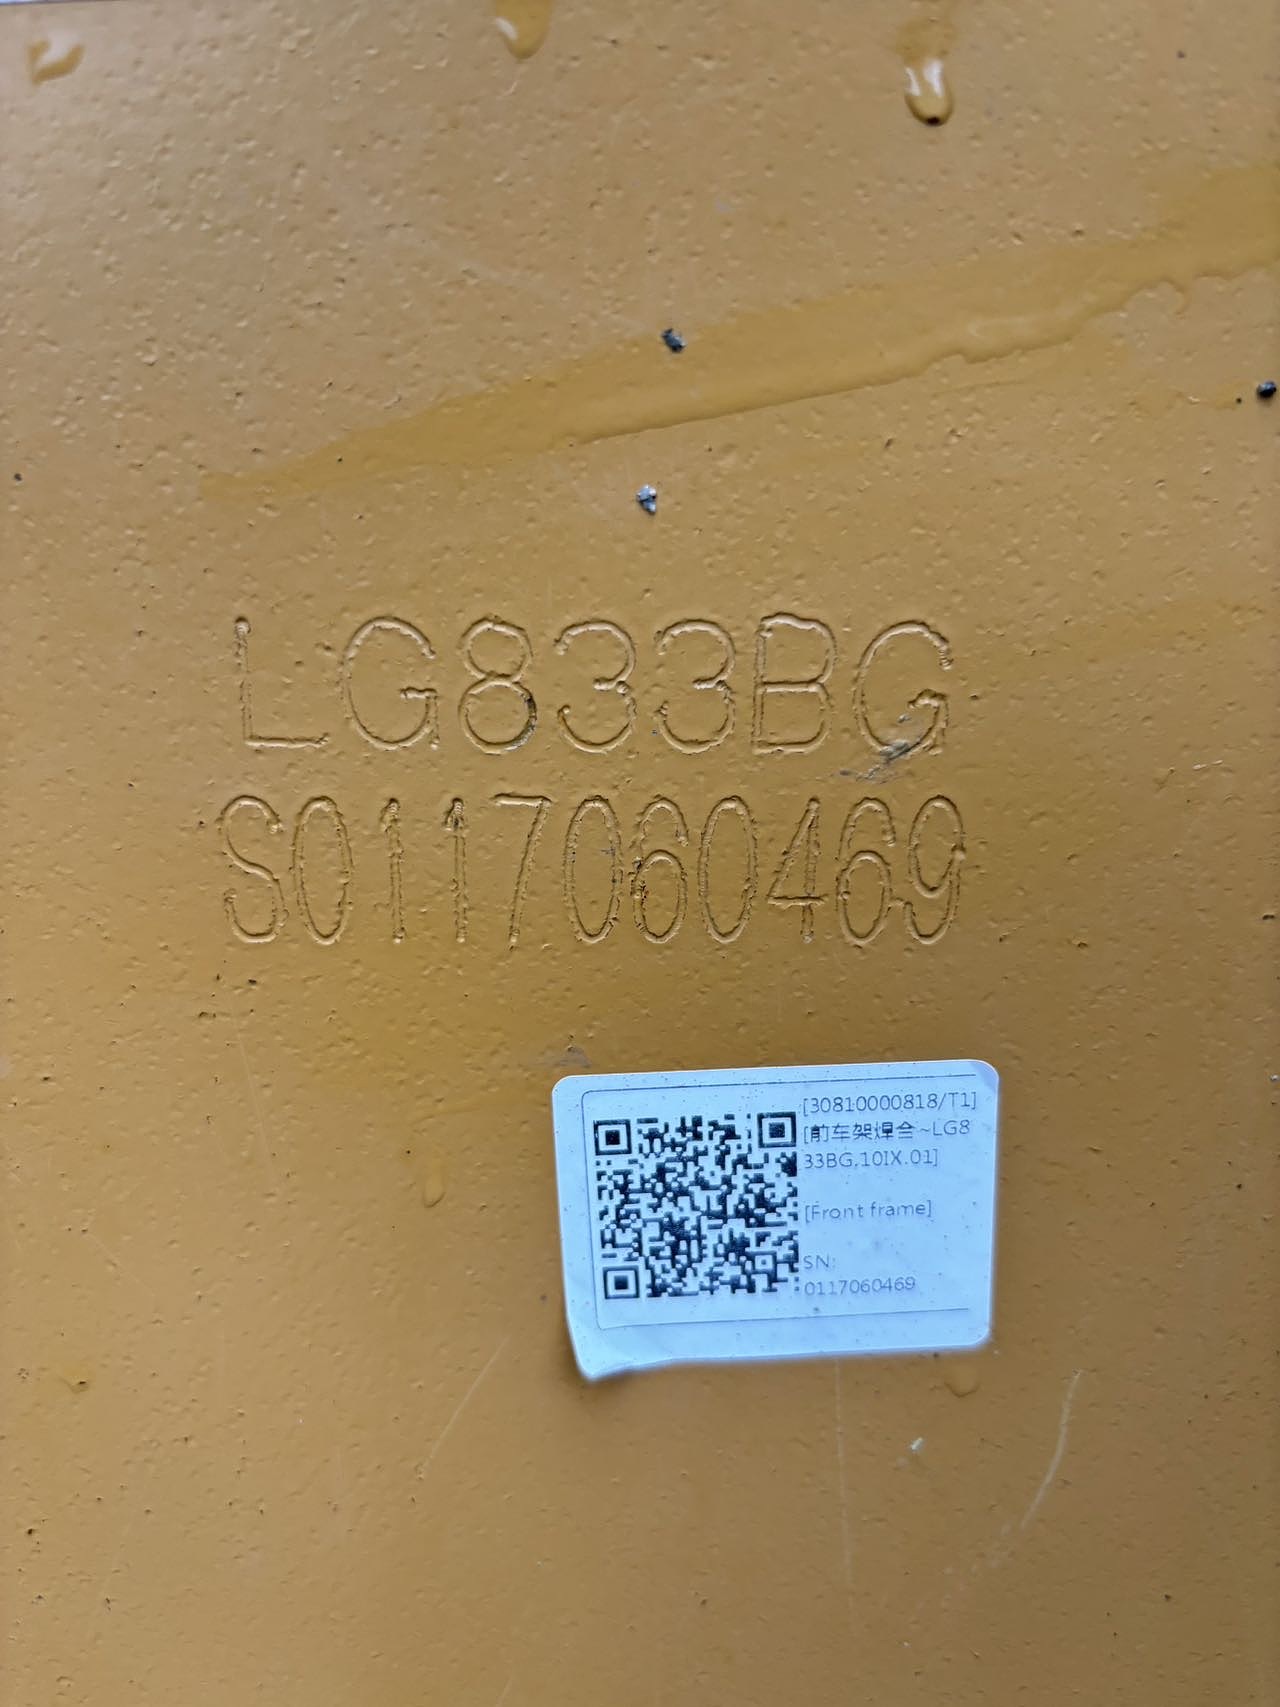 LG833BG
S0117060469
[30810000818/T1]
[前车架焊合~LG8
33BG,10IX.01]
[Front frame]
SN:
0117060469